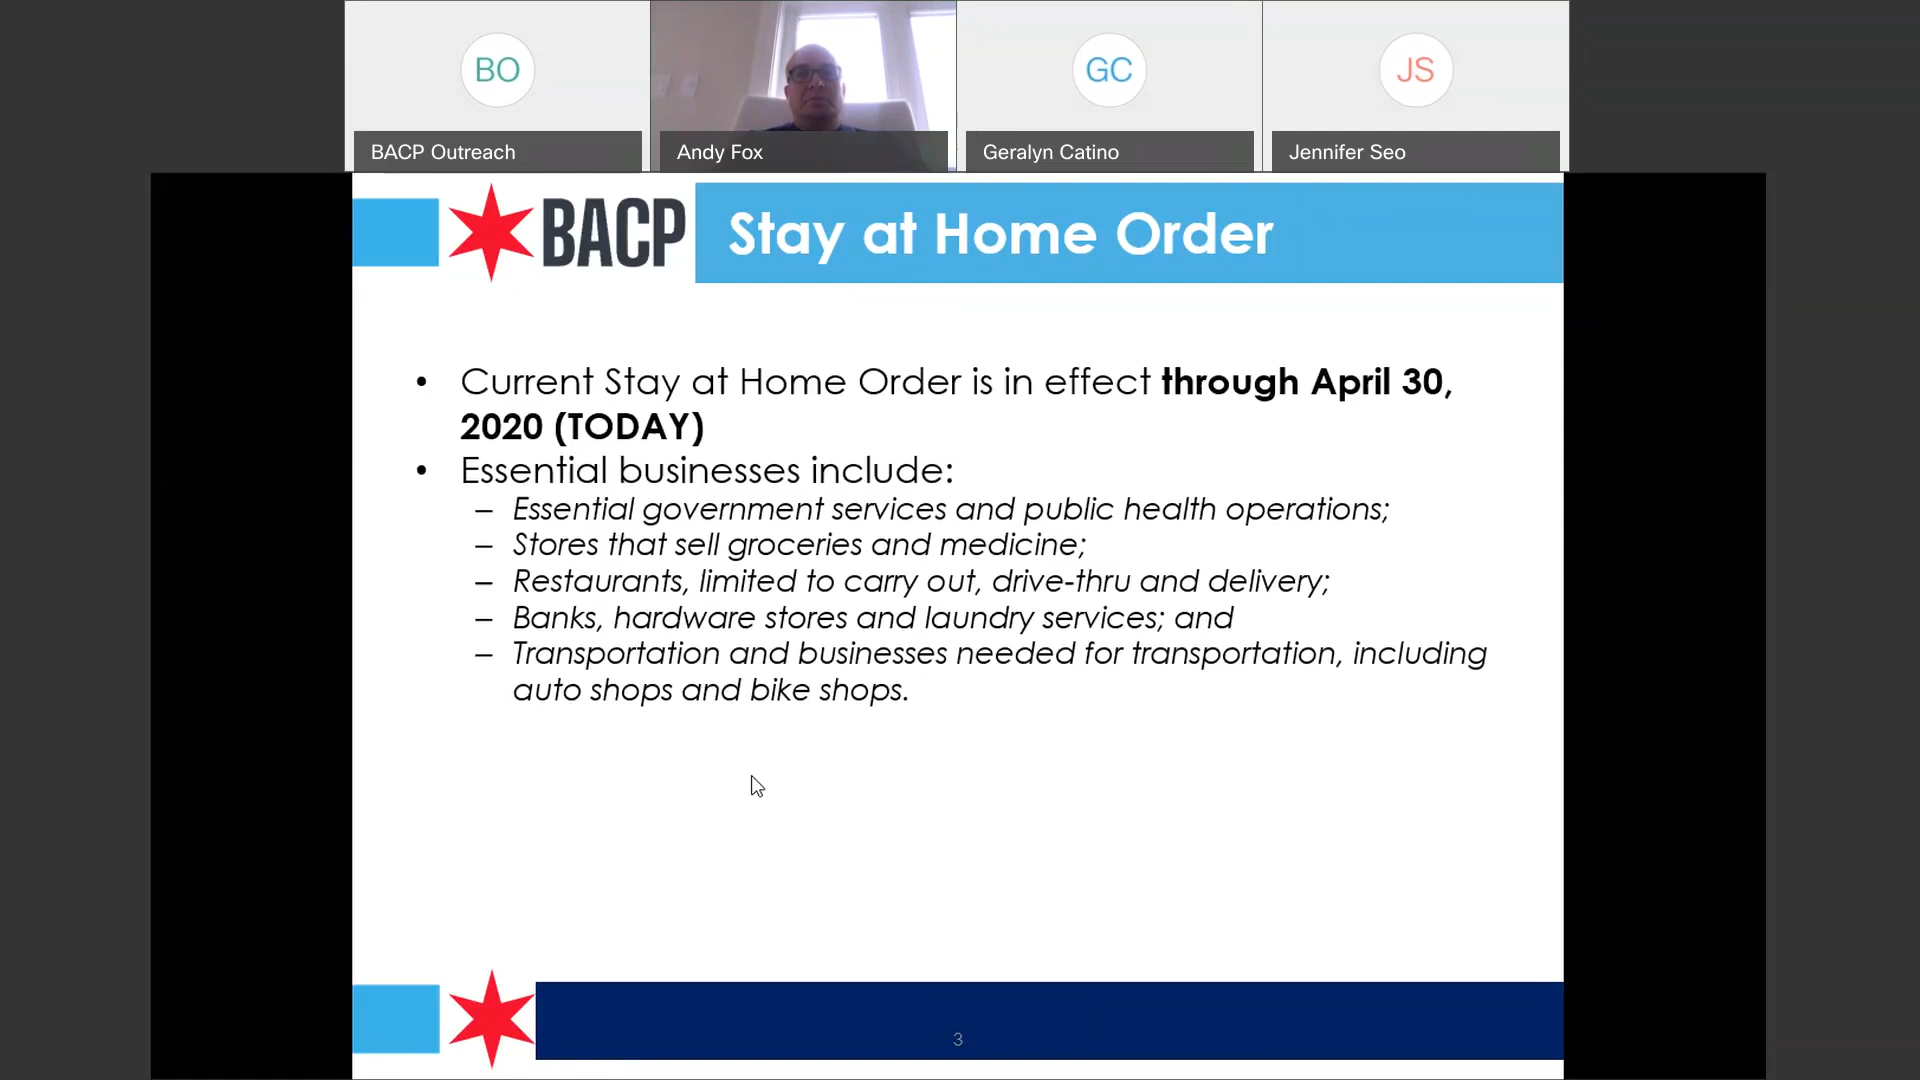 BO
GC
JS
BACP Outreach
Andy Fox
Geralyn Catino
Jennifer Seo
BACP
Stay at Home Order
• Current Stay at Home Order is in effect through April 30,
2020 (TODAY)
• Essential businesses include:
– Essential government services and public health operations;
– Stores that sell groceries and medicine;
– Restaurants, limited to carry out, drive-thru and delivery;
– Banks, hardware stores and laundry services; and
– Transportation and businesses needed for transportation, including
auto shops and bike shops.
3